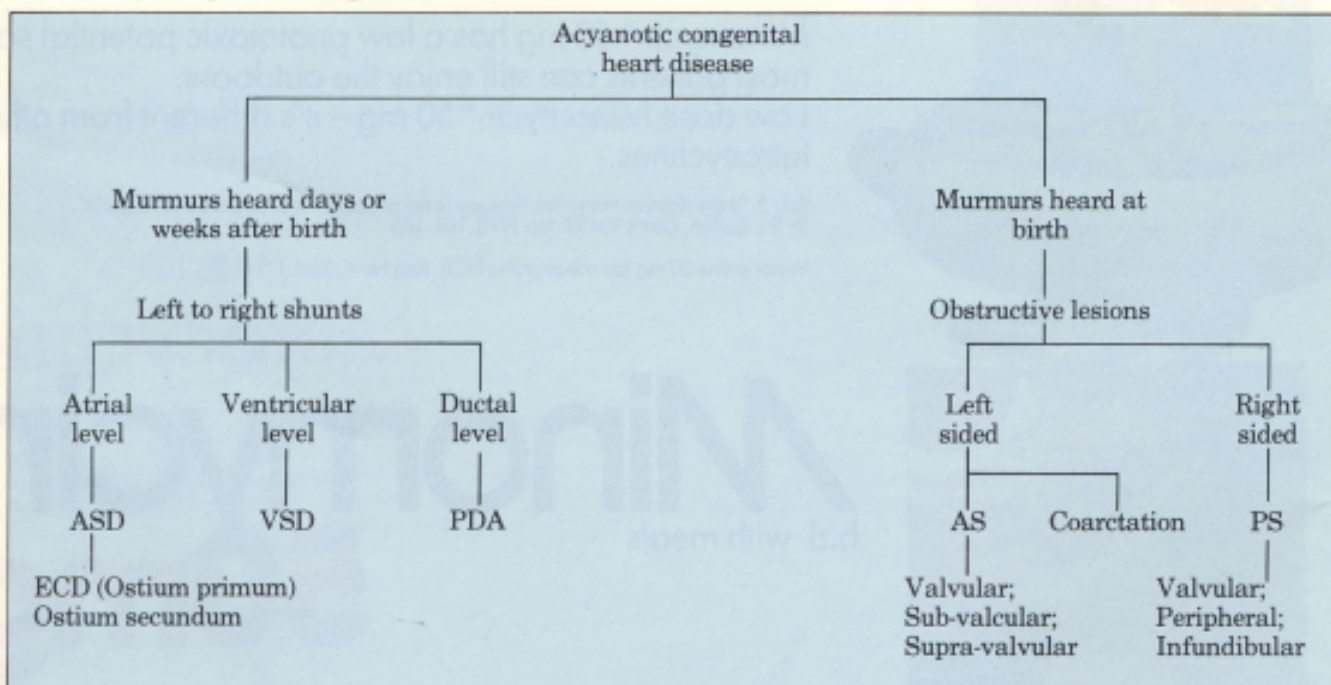 Acyanotic congenital
heart disease
Murmurs heard days or
weeks after birth
Murmurs heard at
birth
Left to right shunts
Obstructive lesions
Atrial
level
Ventricular
level
Ductal
level
Left
sided
Right
sided
ASD
VSD
PDA
AS
Coarctation
PS
ECD (Ostium primum)
Ostium secundum
Valvular;
Sub-valcular;
Supra-valvular
Valvular;
Peripheral;
Infundibular